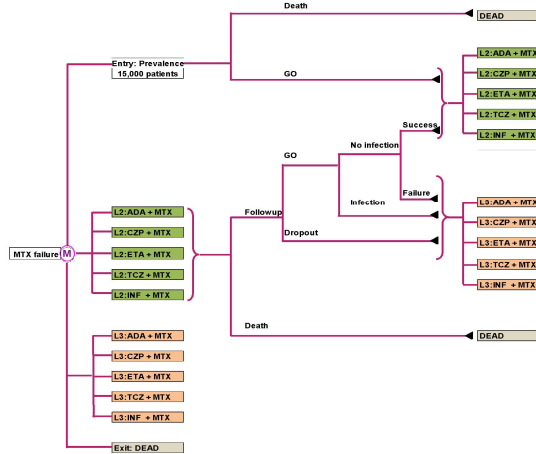 Death
DEAD
Entry: Prevalence
15,000 patients
GO
L2:ADA + MTX
L2:CZP + MTX
L2:ETA + MTX
L2:TCZ + MTX
L2:INF + MTX
Success
No infection
GO
Infection
Failure
L3:ADA + MTX
L3:CZP + MTX
L3:ETA + MTX
L3:TCZ + MTX
L3:INF + MTX
Followup
Dropout
L2:ADA + MTX
L2:CZP + MTX
L2:ETA + MTX
L2:TCZ + MTX
L2:INF + MTX
MTX failure
M
Death
DEAD
L3:ADA + MTX
L3:CZP + MTX
L3:ETA + MTX
L3:TCZ + MTX
L3:INF + MTX
Exit: DEAD